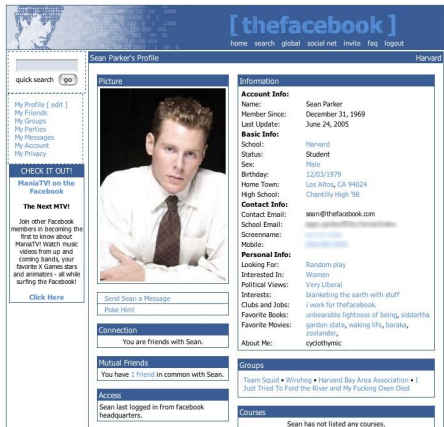 [thefacebook]
home search global social net invite faq logout
Sean Parker's Profile Harvard
quick search go
My Profile [ edit ]
My Friends
My Groups
My Parties
My Messages
My Account
My Privacy
CHECK IT OUT!
ManiaTV! on the
Facebook
The Next MTV!
Join other Facebook
members in becoming the
first to know about
ManiaTV! Watch music
videos from up and
coming bands, your
favorite X Games stars
and animators - all while
surfing the Facebook!
Click Here
Picture
Send Sean a Message
Poke Him!
Connection
You are friends with Sean.
Mutual Friends
You have 1 friend in common with Sean.
Access
Sean last logged in from facebook
headquarters.
Information
Account Info:
Name: Sean Parker
Member Since: December 31, 1969
Last Update: June 24, 2005
Basic Info:
School: Harvard
Status: Student
Sex: Male
Birthday: 12/03/1979
Home Town: Los Altos, CA 94024
High School: Chantilly High '98
Contact Info:
Contact Email: sean@thefacebook.com
School Email:
Screenname:
Mobile:
Personal Info:
Looking For: Random play
Interested In: Women
Political Views: Very Liberal
Interests: blanketing the earth with stuff
Clubs and Jobs: i work for thefacebook.
Favorite Books: unbearable lightness of being, siddartha
Favorite Movies: garden state, waking life, baraka,
zoolander,
About Me: cyclothymic
Groups
Team Squid • Wirehog • Harvard Bay Area Association • I
Just Tried To Ford the River and My Fucking Oxen Died
Courses
Sean has not listed any courses.